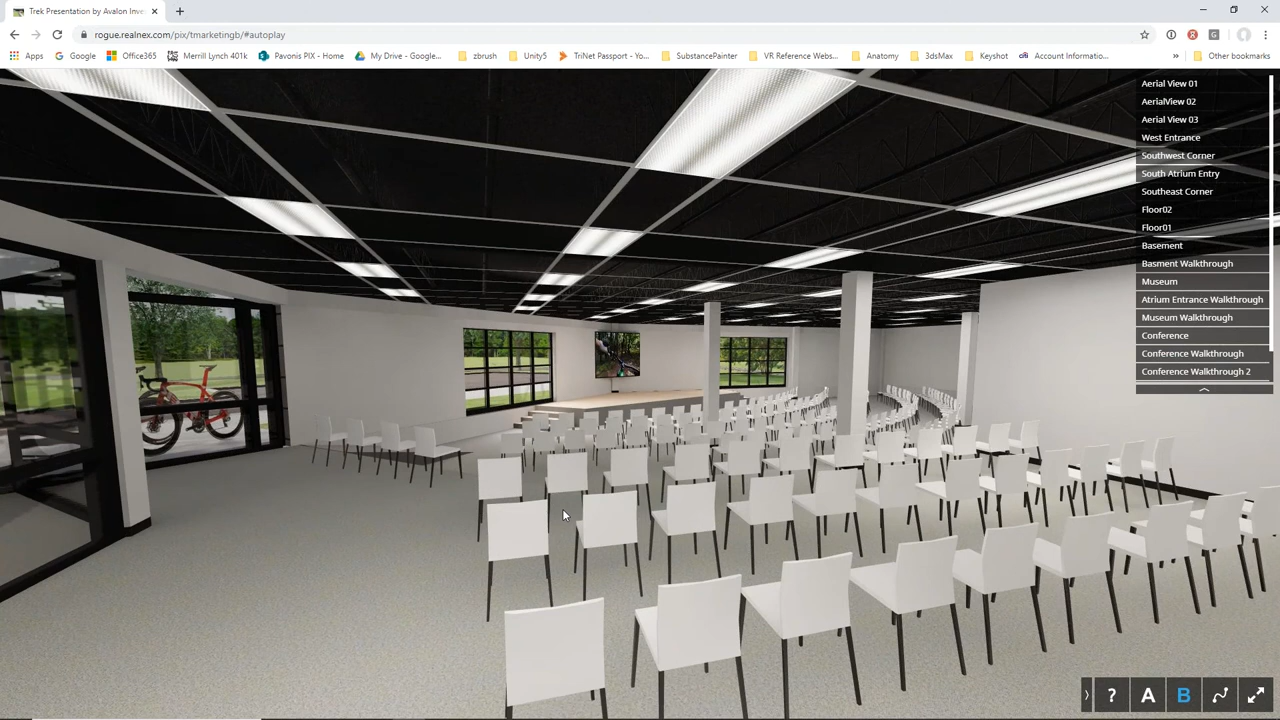 Trek Presentation by Avalon Inve
rogue.realnex.com/pix/tmarketingb/#autoplay
Apps Google Office365 Merrill Lynch 401k Pavonis PIX - Home My Drive - Google... zbrush Unity5 TriNet Passport - Yo... SubstancePainter VR Reference Webs... Anatomy 3dsMax Keyshot Account Informatio... » Other bookmarks
Aerial View 01
AerialView 02
Aerial View 03
West Entrance
Southwest Corner
South Atrium Entry
Southeast Corner
Floor02
Floor01
Basement
Basment Walkthrough
Museum
Atrium Entrance Walkthrough
Museum Walkthrough
Conference
Conference Walkthrough
Conference Walkthrough 2
? A B